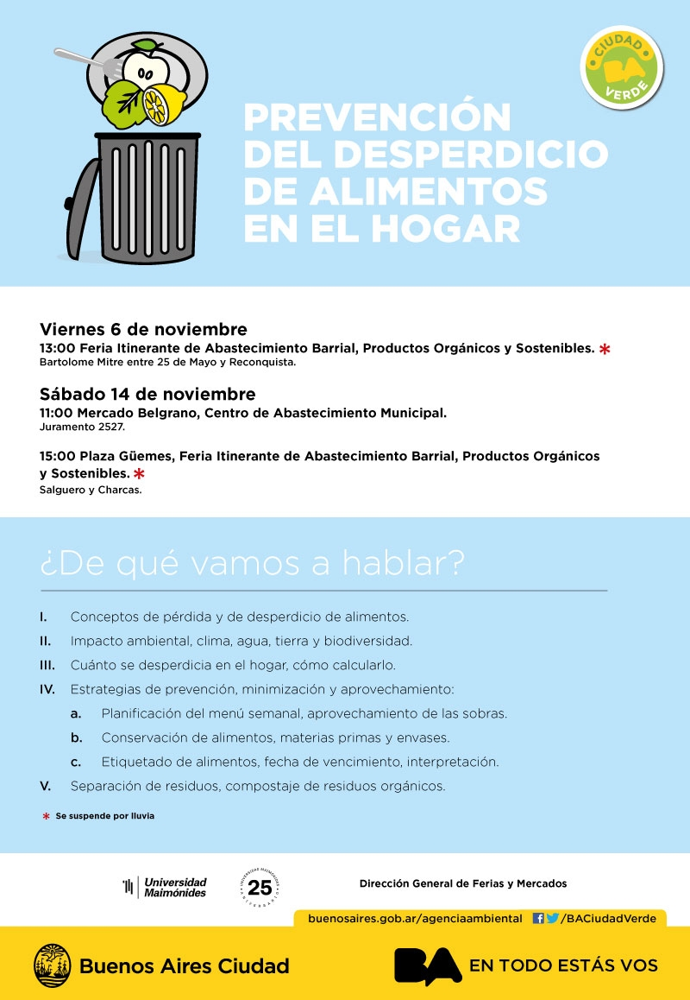 CIUDAD
BA
VERDE
PREVENCIÓN
DEL DESPERDICIO
DE ALIMENTOS
EN EL HOGAR
Viernes 6 de noviembre
13:00 Feria Itinerante de Abastecimiento Barrial, Productos Orgánicos y Sostenibles. *
Bartolome Mitre entre 25 de Mayo y Reconquista.
Sábado 14 de noviembre
11:00 Mercado Belgrano, Centro de Abastecimiento Municipal.
Juramento 2527.
15:00 Plaza Güemes, Feria Itinerante de Abastecimiento Barrial, Productos Orgánicos
y Sostenibles. *
Salguero y Charcas.
¿De qué vamos a hablar?
I. Conceptos de pérdida y de desperdicio de alimentos.
II. Impacto ambiental, clima, agua, tierra y biodiversidad.
III. Cuánto se desperdicia en el hogar, cómo calcularlo.
IV. Estrategias de prevención, minimización y aprovechamiento:
a. Planificación del menú semanal, aprovechamiento de las sobras.
b. Conservación de alimentos, materias primas y envases.
c. Etiquetado de alimentos, fecha de vencimiento, interpretación.
V. Separación de residuos, compostaje de residuos orgánicos.
* Se suspende por lluvia
Universidad
Maimónides
UNIVERSIDAD MAIMÓNIDES
25
ANIVERSARIO
Dirección General de Ferias y Mercados
buenosaires.gob.ar/agenciaambiental /BACiudadVerde
Buenos Aires Ciudad
BA EN TODO ESTÁS VOS